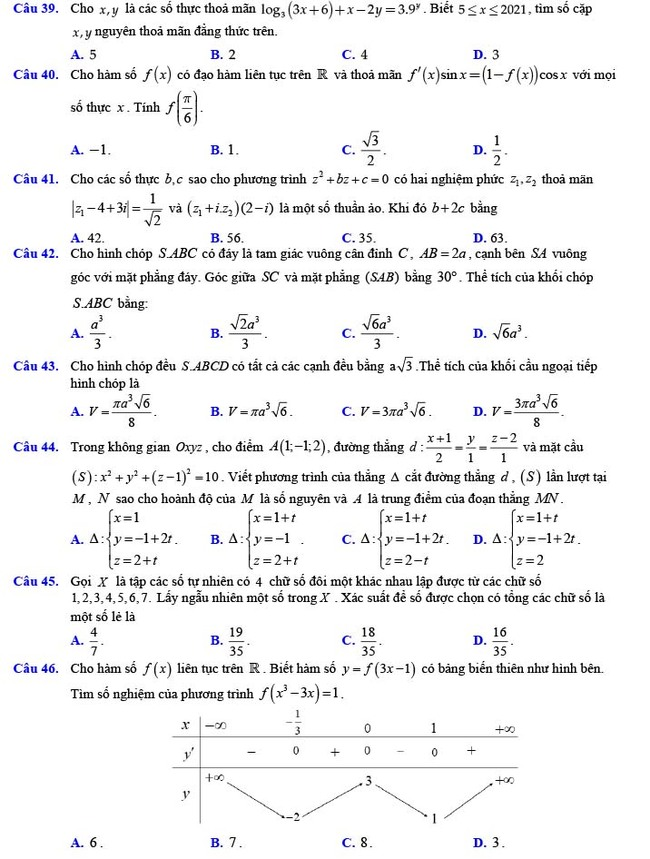 Câu 39. Cho x, y là các số thực thoả mãn log₃(3x+6)+x−2y=3.9ʸ. Biết 5≤x≤2021, tìm số cặp
x, y nguyên thoả mãn đẳng thức trên.
A. 5 B. 2 C. 4 D. 3
Câu 40. Cho hàm số f(x) có đạo hàm liên tục trên ℝ và thoả mãn f′(x)sin x=(1−f(x))cos x với mọi
số thực x. Tính f(π/6).
A. −1. B. 1. C. √3/2. D. 1/2.
Câu 41. Cho các số thực b, c sao cho phương trình z²+bz+c=0 có hai nghiệm phức z₁, z₂ thoả mãn
|z₁−4+3i|=1/√2 và (z₁+i.z₂)(2−i) là một số thuần ảo. Khi đó b+2c bằng
A. 42. B. 56. C. 35. D. 63.
Câu 42. Cho hình chóp S.ABC có đáy là tam giác vuông cân đỉnh C, AB=2a, cạnh bên SA vuông
góc với mặt phẳng đáy. Góc giữa SC và mặt phẳng (SAB) bằng 30°. Thể tích của khối chóp
S.ABC bằng:
A. a³/3. B. √2a³/3. C. √6a³/3. D. √6a³.
Câu 43. Cho hình chóp đều S.ABCD có tất cả các cạnh đều bằng a√3.Thể tích của khối cầu ngoại tiếp
hình chóp là
A. V=πa³√6/8. B. V=πa³√6. C. V=3πa³√6. D. V=3πa³√6/8.
Câu 44. Trong không gian Oxyz, cho điểm A(1;−1;2), đường thẳng d:(x+1)/2=y/1=(z−2)/1 và mặt cầu
(S):x²+y²+(z−1)²=10. Viết phương trình của thẳng Δ cắt đường thẳng d, (S) lần lượt tại
M, N sao cho hoành độ của M là số nguyên và A là trung điểm của đoạn thẳng MN.
A. Δ:{x=1 y=−1+2t. z=2+t B. Δ:{x=1+t y=−1. z=2+t C. Δ:{x=1+t y=−1+2t. z=2−t D. Δ:{x=1+t y=−1+2t. z=2
Câu 45. Gọi X là tập các số tự nhiên có 4 chữ số đôi một khác nhau lập được từ các chữ số
1,2,3,4,5,6,7. Lấy ngẫu nhiên một số trong X. Xác suất để số được chọn có tổng các chữ số là
một số lẻ là
A. 4/7. B. 19/35. C. 18/35. D. 16/35.
Câu 46. Cho hàm số f(x) liên tục trên ℝ. Biết hàm số y=f(3x−1) có bảng biến thiên như hình bên.
Tìm số nghiệm của phương trình f(x³−3x)=1.
x −∞ −1/3 0 1 +∞
y′ − 0 + 0 − 0 +
y +∞ −2 3 1 +∞
A. 6. B. 7. C. 8. D. 3.